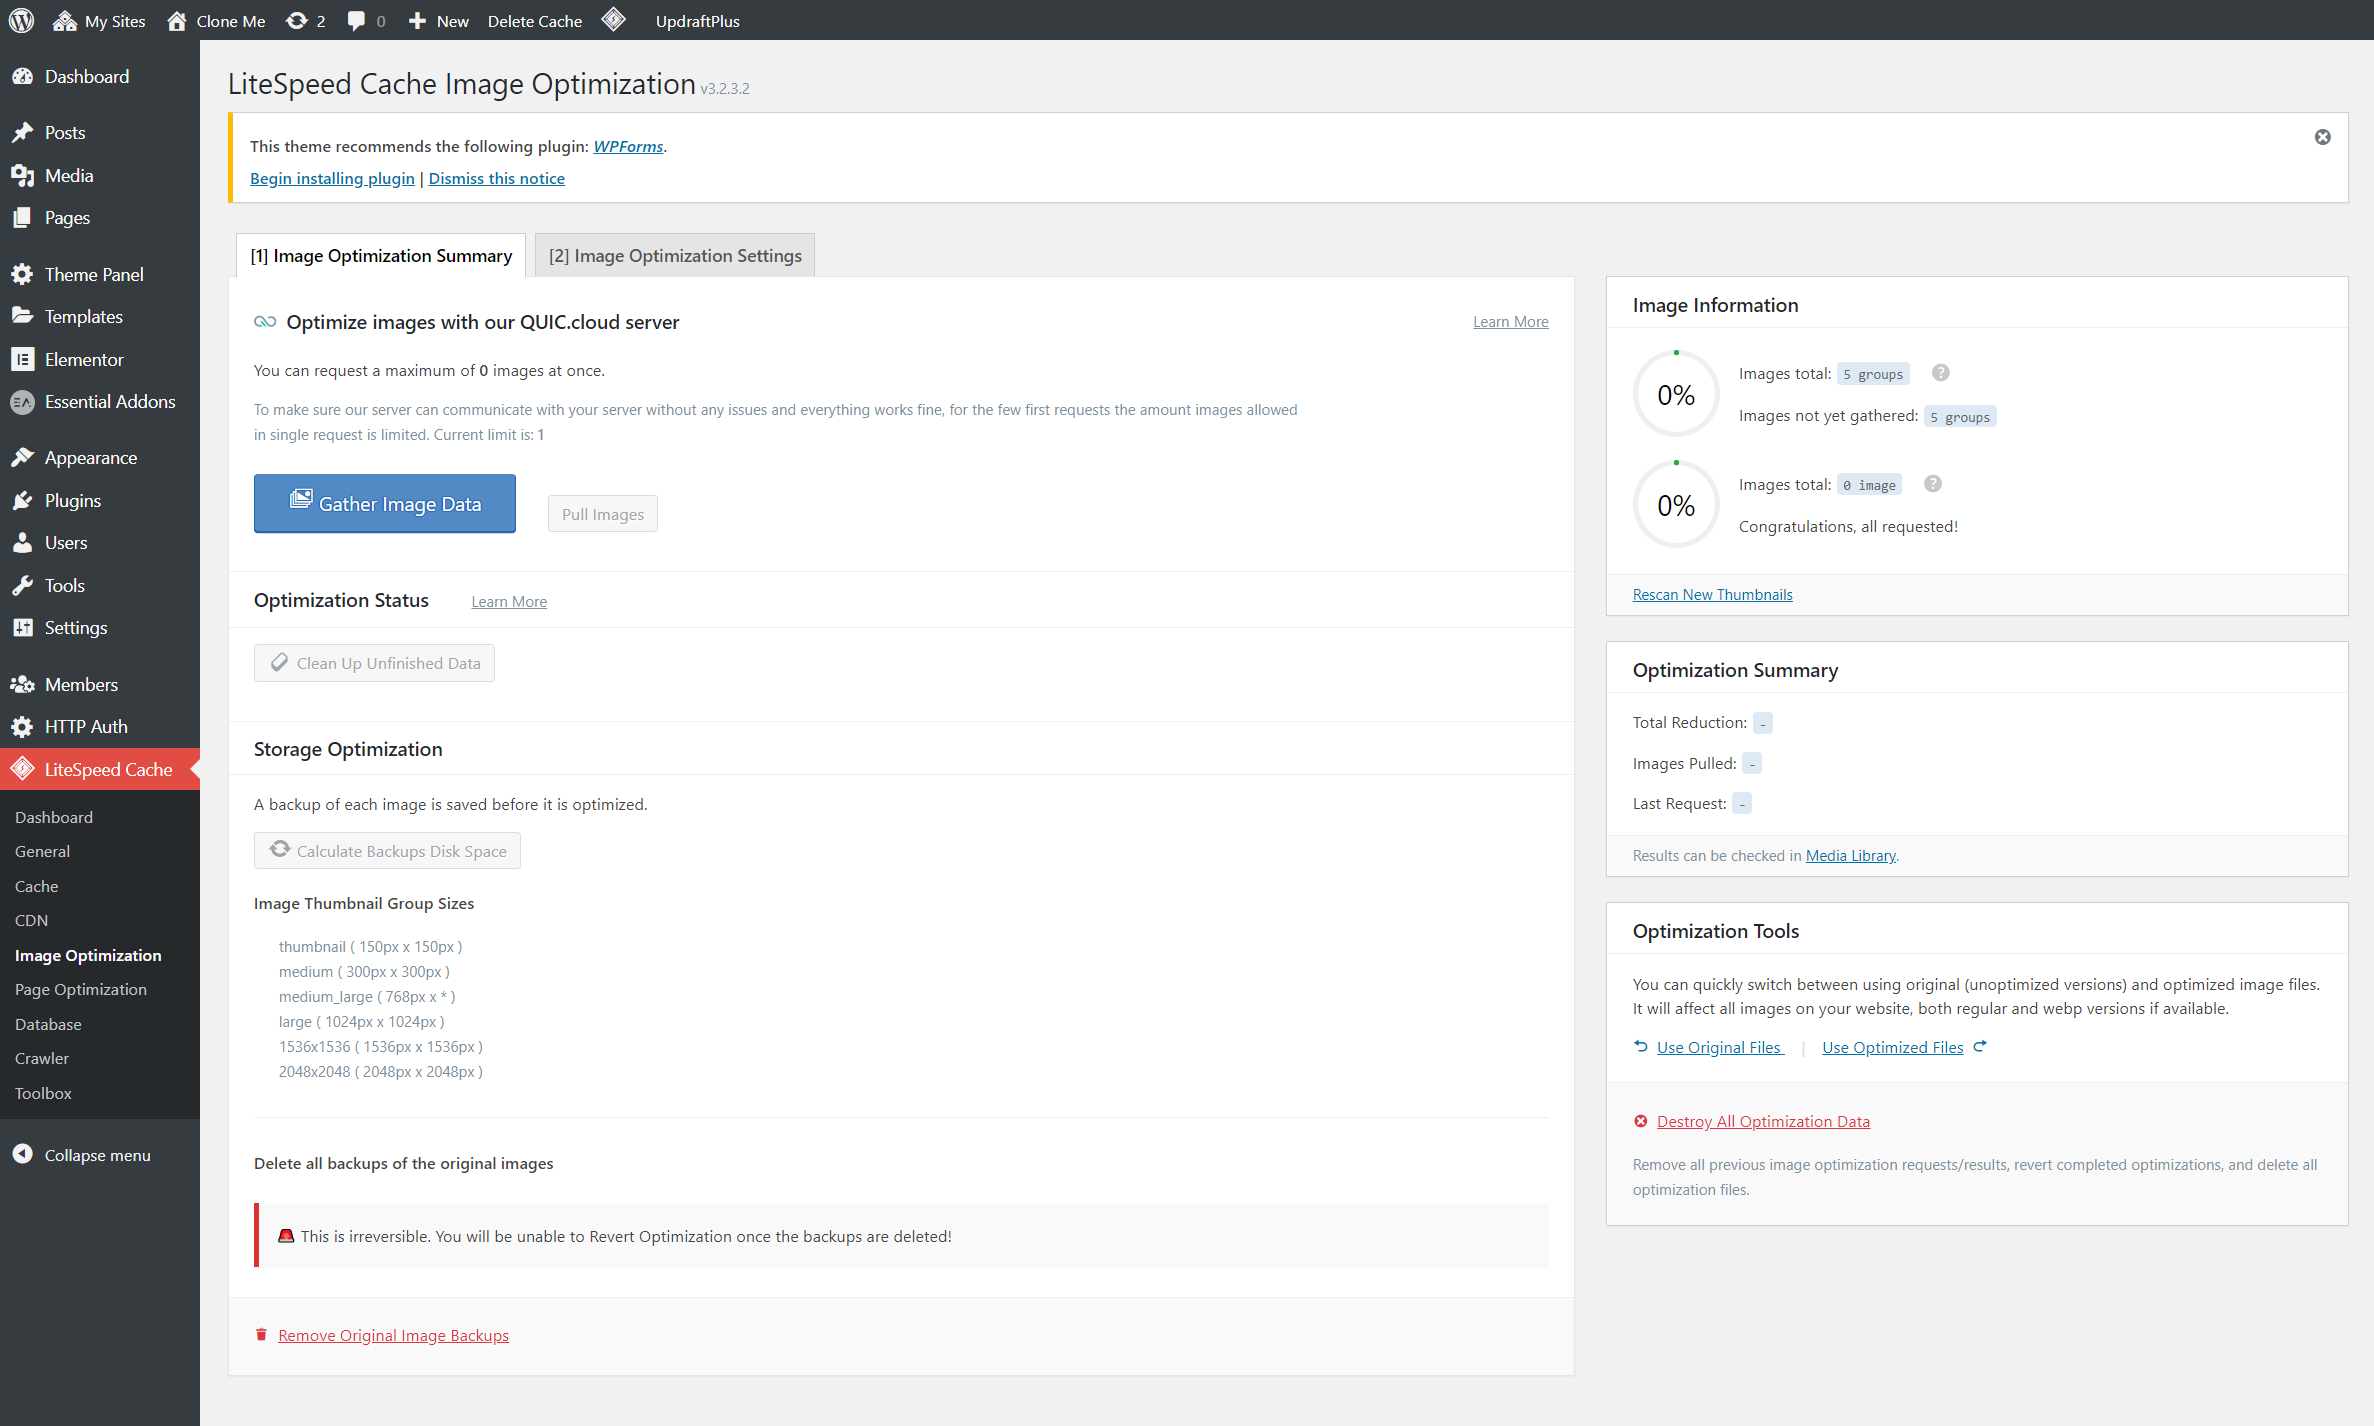 My Sites
Clone Me
2
0
New
Delete Cache
UpdraftPlus
Dashboard
Posts
Media
Pages
Theme Panel
Templates
Elementor
Essential Addons
Appearance
Plugins
Users
Tools
Settings
Members
HTTP Auth
LiteSpeed Cache
Dashboard
General
Cache
CDN
Image Optimization
Page Optimization
Database
Crawler
Toolbox
Collapse menu
LiteSpeed Cache Image Optimization v3.2.3.2
This theme recommends the following plugin: WPForms.
Begin installing plugin | Dismiss this notice
[1] Image Optimization Summary
[2] Image Optimization Settings
Optimize images with our QUIC.cloud server
Learn More
You can request a maximum of 0 images at once.
To make sure our server can communicate with your server without any issues and everything works fine, for the few first requests the amount images allowed
in single request is limited. Current limit is: 1
Gather Image Data
Pull Images
Optimization Status
Learn More
Clean Up Unfinished Data
Storage Optimization
A backup of each image is saved before it is optimized.
Calculate Backups Disk Space
Image Thumbnail Group Sizes
thumbnail ( 150px x 150px )
medium ( 300px x 300px )
medium_large ( 768px x * )
large ( 1024px x 1024px )
1536x1536 ( 1536px x 1536px )
2048x2048 ( 2048px x 2048px )
Delete all backups of the original images
This is irreversible. You will be unable to Revert Optimization once the backups are deleted!
Remove Original Image Backups
Image Information
0%
Images total: 5 groups ?
Images not yet gathered: 5 groups
0%
Images total: 0 image ?
Congratulations, all requested!
Rescan New Thumbnails
Optimization Summary
Total Reduction: -
Images Pulled: -
Last Request: -
Results can be checked in Media Library.
Optimization Tools
You can quickly switch between using original (unoptimized versions) and optimized image files.
It will affect all images on your website, both regular and webp versions if available.
Use Original Files | Use Optimized Files
Destroy All Optimization Data
Remove all previous image optimization requests/results, revert completed optimizations, and delete all
optimization files.